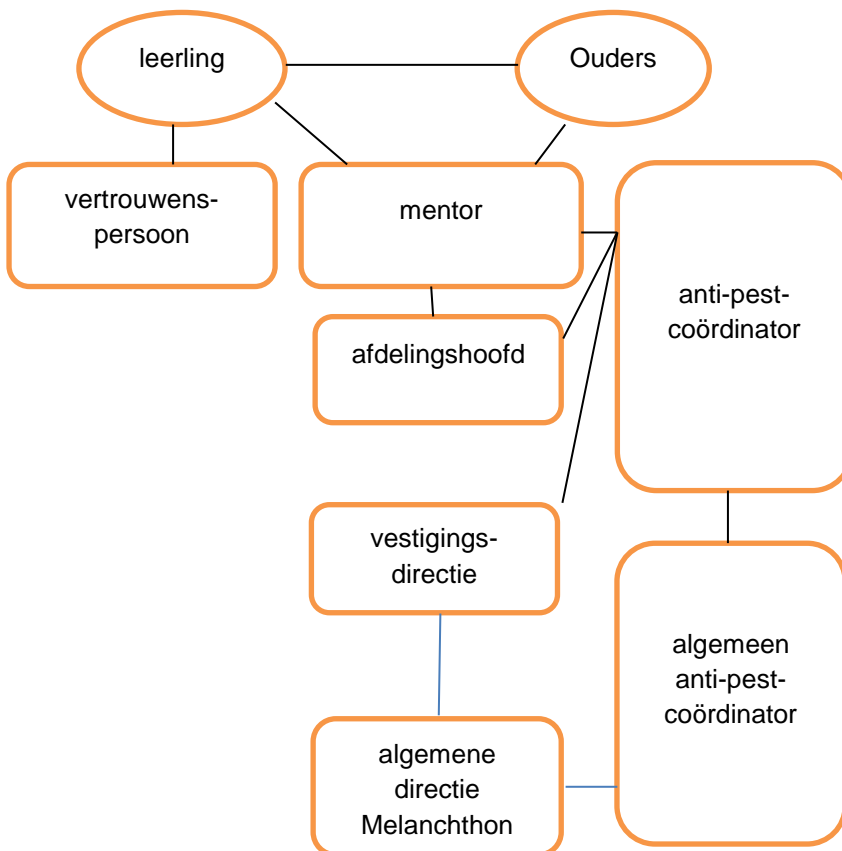 leerling
Ouders
vertrouwens-
persoon
mentor
anti-pest-
coördinator
afdelingshoofd
vestigings-
directie
algemeen
anti-pest-
coördinator
algemene
directie
Melanchthon